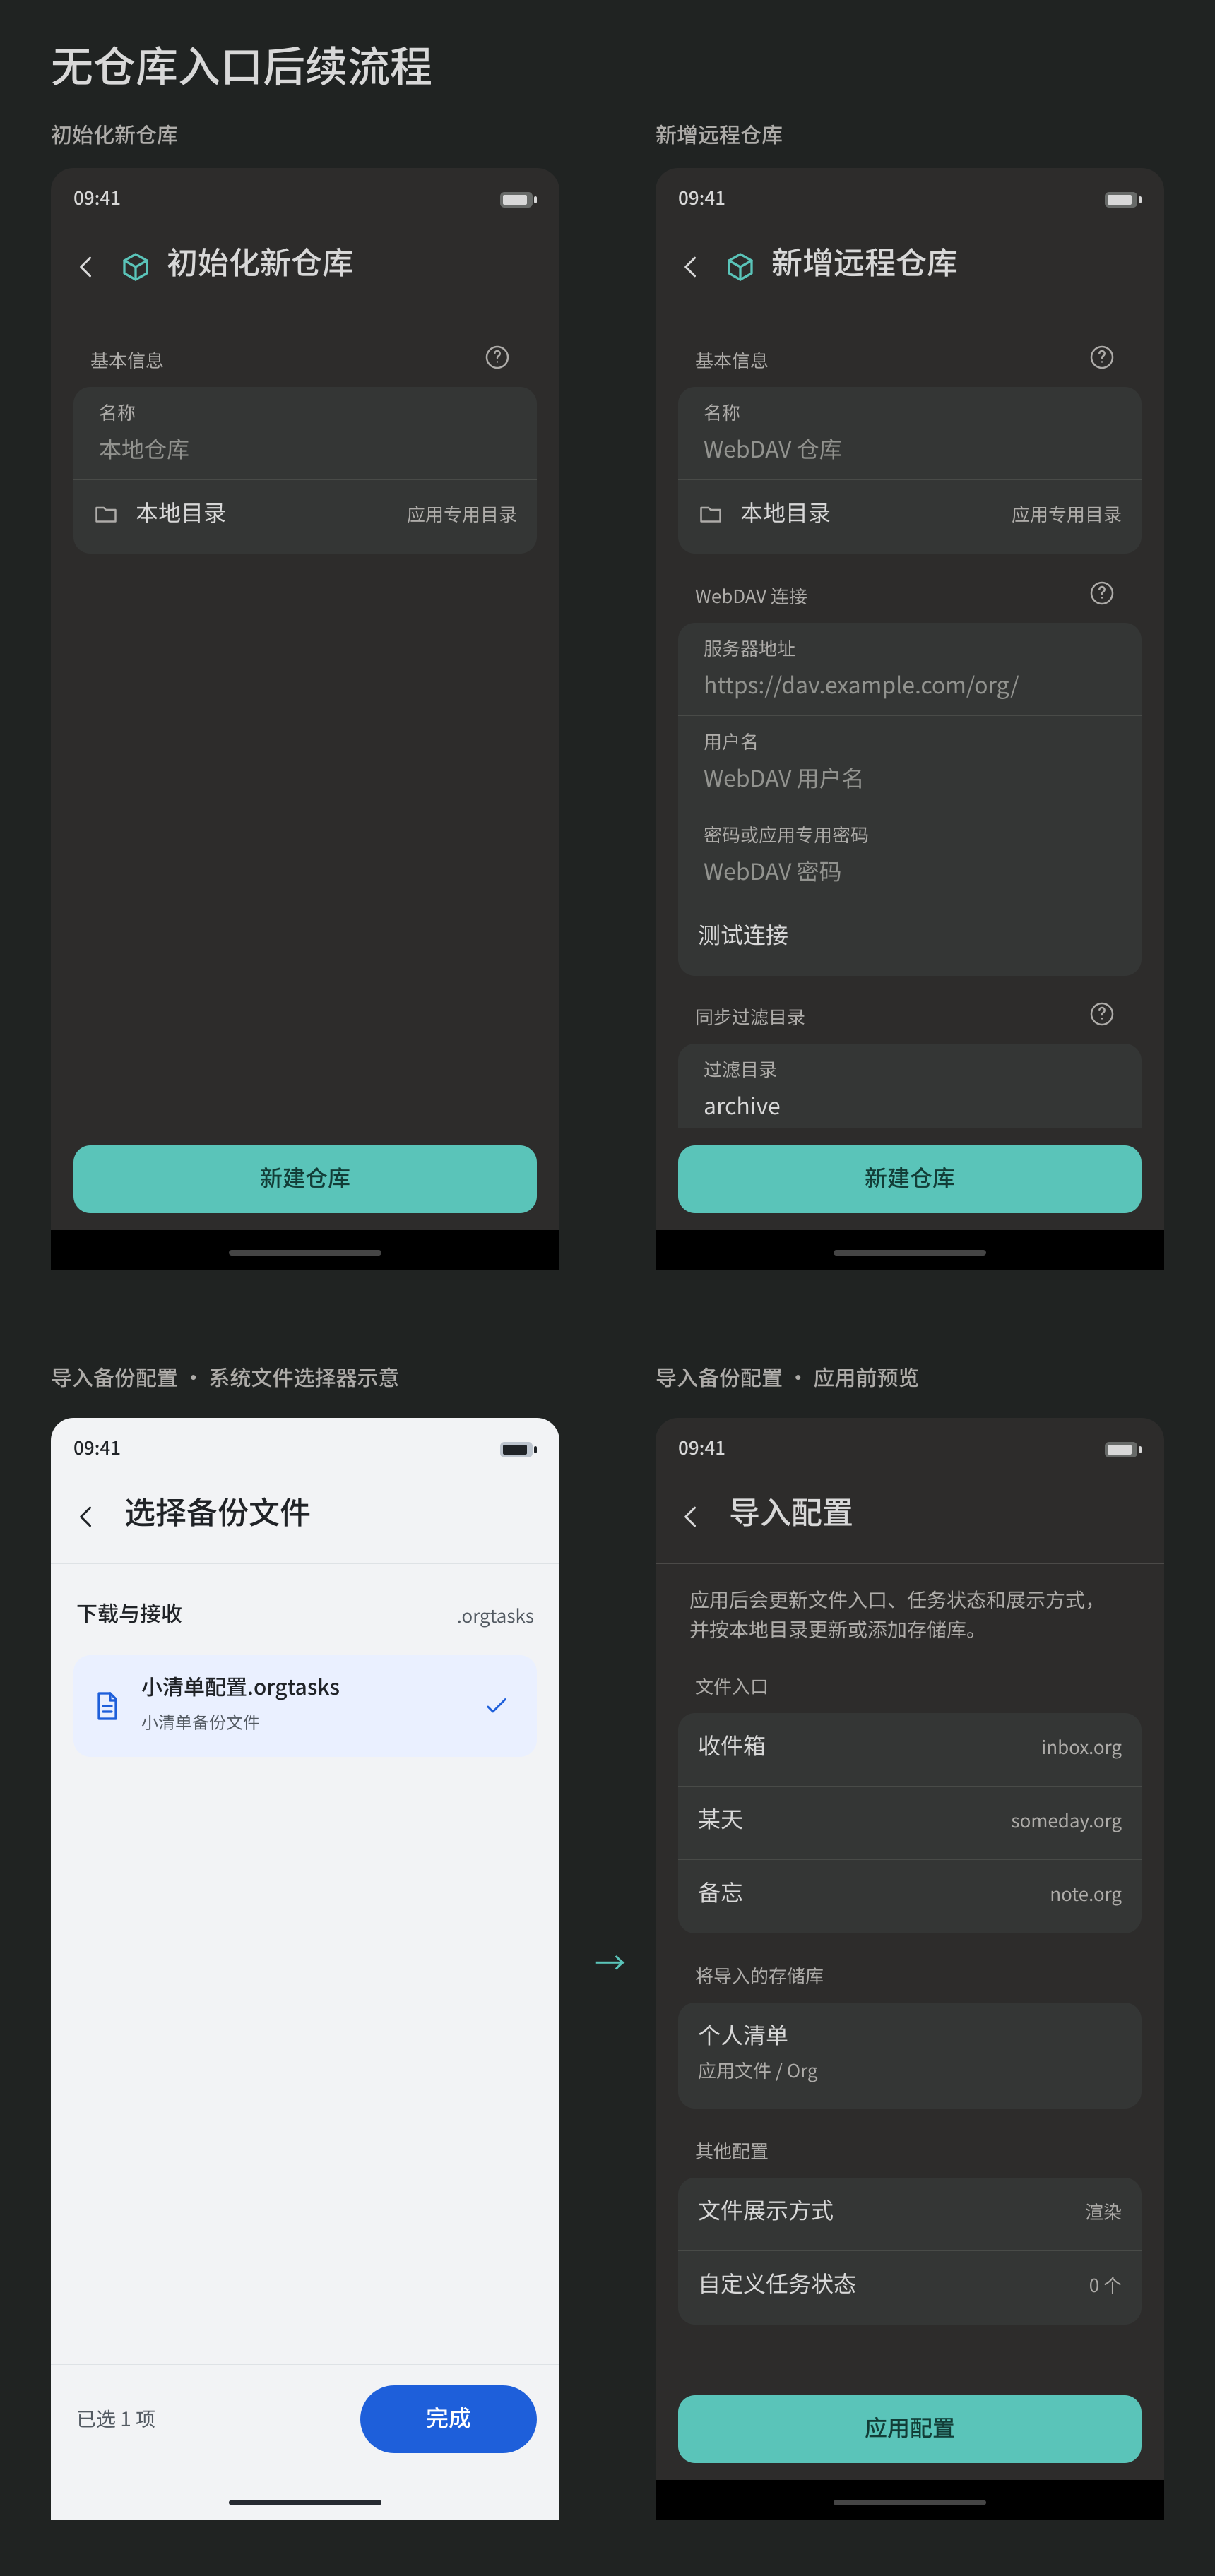 无仓库入口后续流程
初始化新仓库
09:41
初始化新仓库
基本信息
名称
本地仓库
本地目录 应用专用目录
新建仓库
新增远程仓库
09:41
新增远程仓库
基本信息
名称
WebDAV 仓库
本地目录 应用专用目录
WebDAV 连接
服务器地址
https://dav.example.com/org/
用户名
WebDAV 用户名
密码或应用专用密码
WebDAV 密码
测试连接
同步过滤目录
过滤目录
archive
新建仓库
导入备份配置 · 系统文件选择器示意
09:41
选择备份文件
下载与接收 .orgtasks
小清单配置.orgtasks
小清单备份文件
已选 1 项 完成
→
导入备份配置 · 应用前预览
09:41
导入配置
应用后会更新文件入口、任务状态和展示方式，
并按本地目录更新或添加存储库。
文件入口
收件箱 inbox.org
某天 someday.org
备忘 note.org
将导入的存储库
个人清单
应用文件 / Org
其他配置
文件展示方式 渲染
自定义任务状态 0 个
应用配置